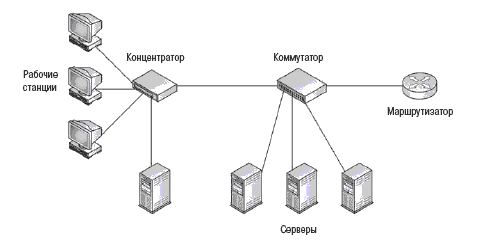 Концентратор
Коммутатор
Рабочие
станции
Маршрутизатор
Серверы